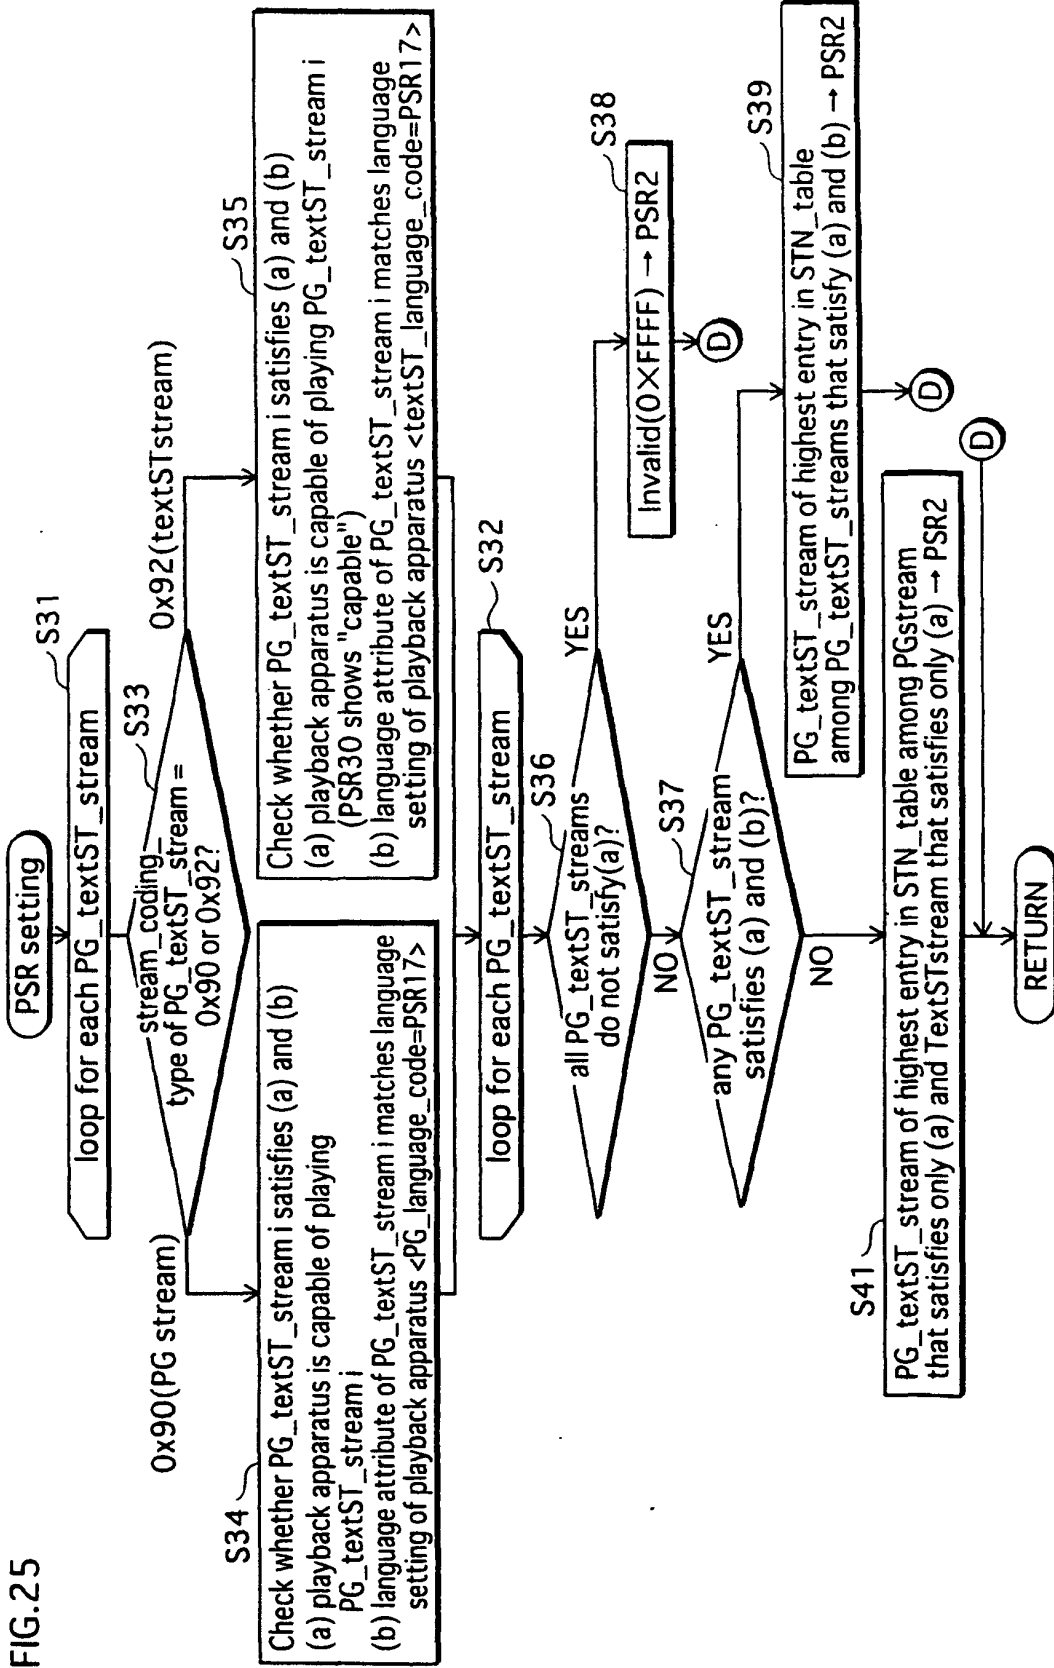 FIG.25
PSR setting
S31
loop for each PG_textST_stream
S33
stream_coding_
type of PG_textST_stream =
0x90 or 0x92?
0x90(PG stream)
0x92(textSTstream)
S34
Check whether PG_textST_stream i satisfies (a) and (b)
(a) playback apparatus is capable of playing
PG_textST_stream i
(b) language attribute of PG_textST_stream i matches language
setting of playback apparatus <PG_language_code=PSR17>
S35
Check whether PG_textST_stream i satisfies (a) and (b)
(a) playback apparatus is capable of playing PG_textST_stream i
(PSR30 shows "capable")
(b) language attribute of PG_textST_stream i matches language
setting of playback apparatus <textST_language_code=PSR17>
S32
loop for each PG_textST_stream
S36
all PG_textST_streams
do not satisfy(a)?
YES
NO
S38
Invalid(0XFFFF) → PSR2
D
S37
any PG_textST_stream
satisfies (a) and (b)?
YES
NO
S39
PG_textST_stream of highest entry in STN_table
among PG_textST_streams that satisfy (a) and (b) → PSR2
D
S41
PG_textST_stream of highest entry in STN_table among PGstream
that satisfies only (a) and TextSTstream that satisfies only (a) → PSR2
D
RETURN